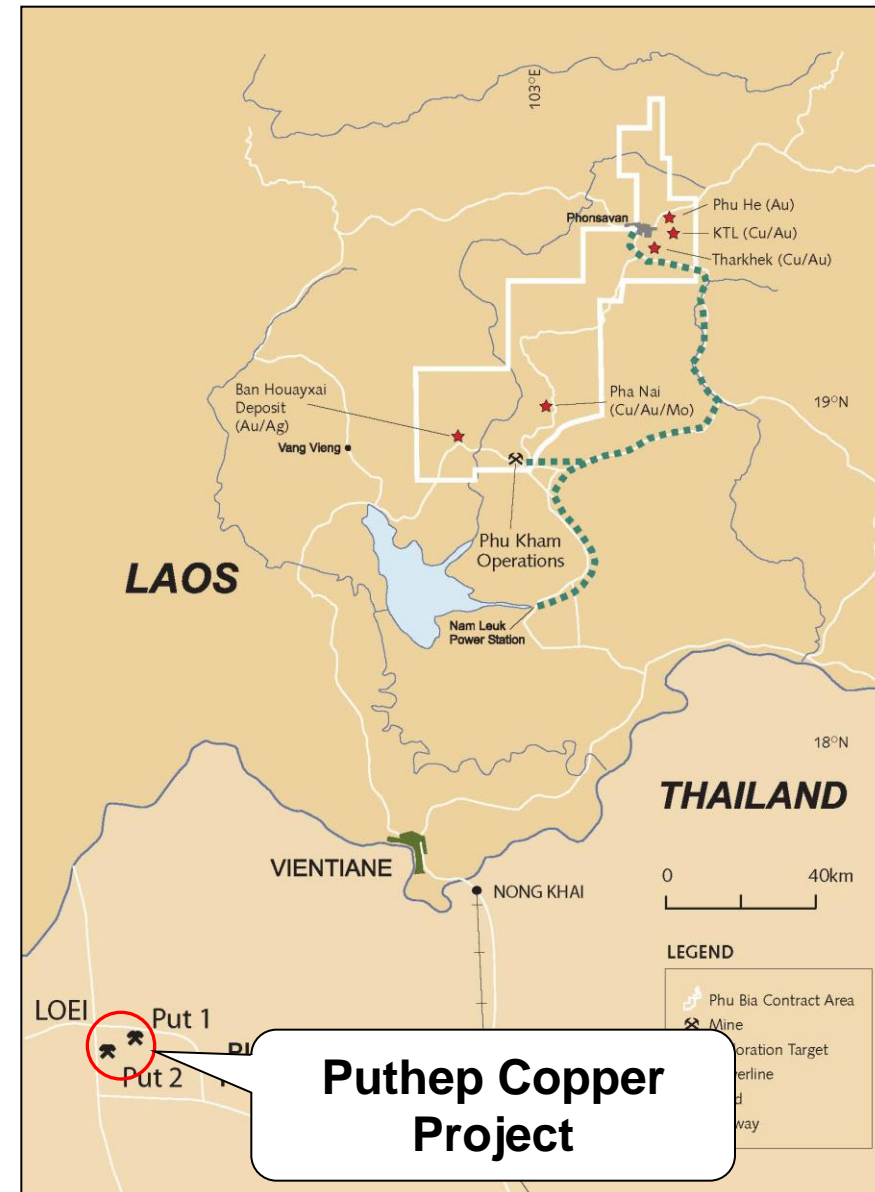 103°E
Phu He (Au)
Phonsavan
KTL (Cu/Au)
Tharkhek (Cu/Au)
Ban Houayxai
Deposit
(Au/Ag)
Pha Nai
(Cu/Au/Mo)
19°N
Vang Vieng
Phu Kham
Operations
LAOS
Nam Leuk
Power Station
18°N
THAILAND
VIENTIANE
0 40km
NONG KHAI
LEGEND
Phu Bia Contract Area
Mine
LOEI
Put 1
Put 2
Puthep Copper
Project